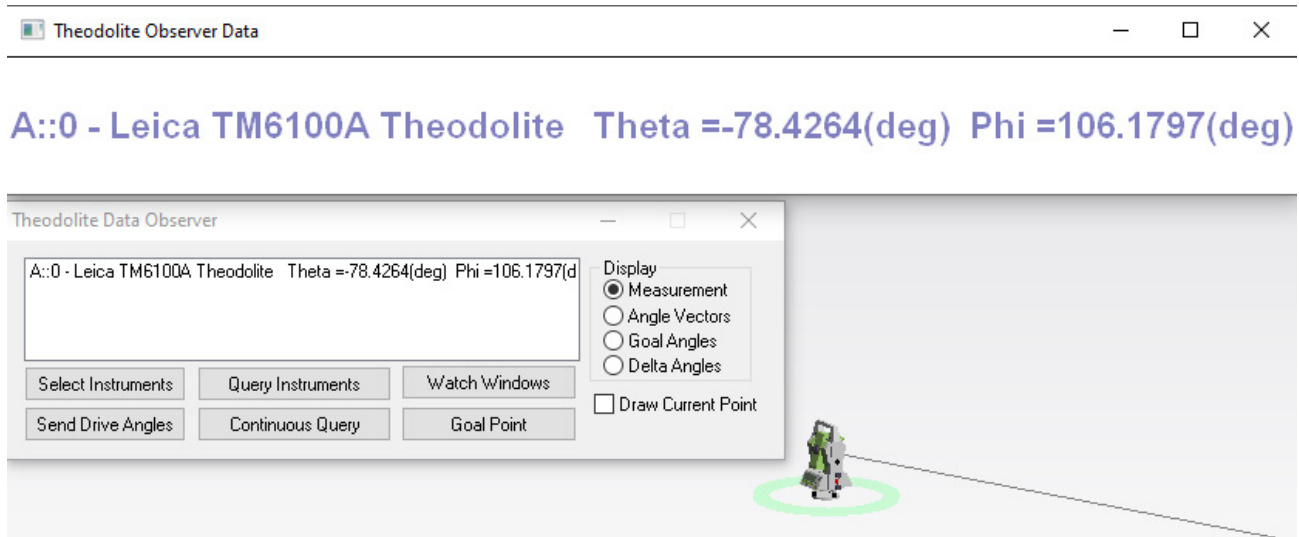 Theodolite Observer Data
A::0 - Leica TM6100A Theodolite Theta =-78.4264(deg) Phi =106.1797(deg)
Theodolite Data Observer
A::0 - Leica TM6100A Theodolite Theta =-78.4264(deg) Phi =106.1797(d
Display
Measurement
Angle Vectors
Goal Angles
Delta Angles
Select Instruments
Query Instruments
Watch Windows
Draw Current Point
Send Drive Angles
Continuous Query
Goal Point